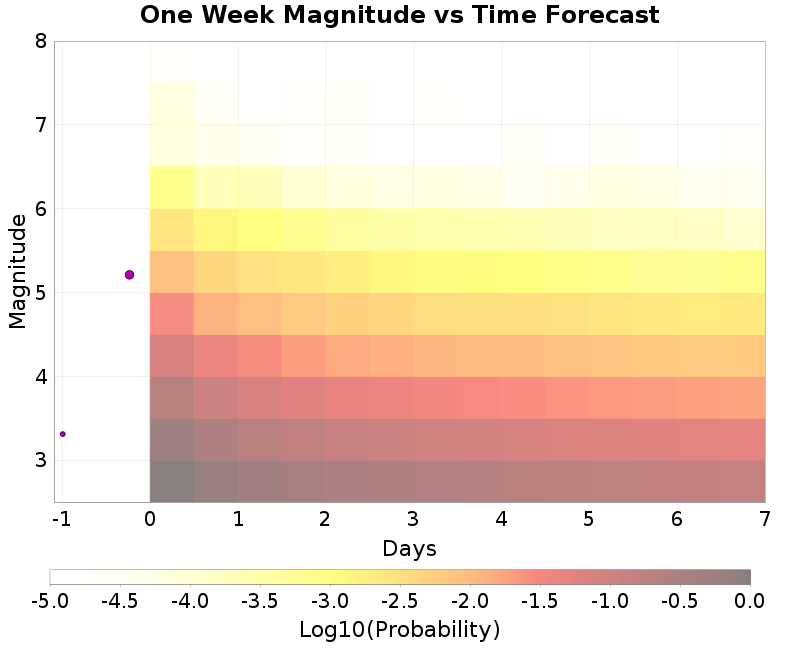 One Week Magnitude vs Time Forecast
8
7
6
5
4
3
Magnitude
-1 0 1 2 3 4 5 6 7
Days
-5.0 -4.5 -4.0 -3.5 -3.0 -2.5 -2.0 -1.5 -1.0 -0.5 0.0
Log10(Probability)